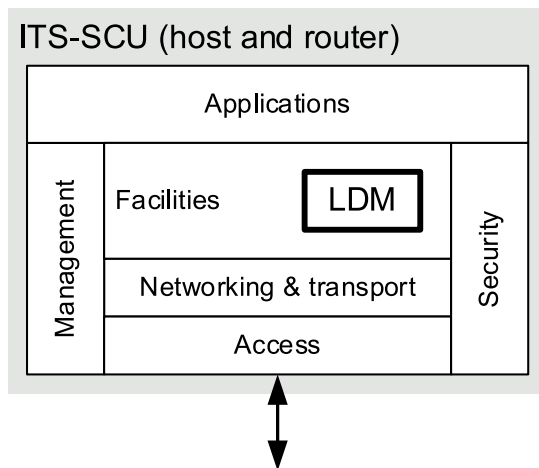 ITS-SCU (host and router)
Applications
Management
Facilities
LDM
Security
Networking & transport
Access